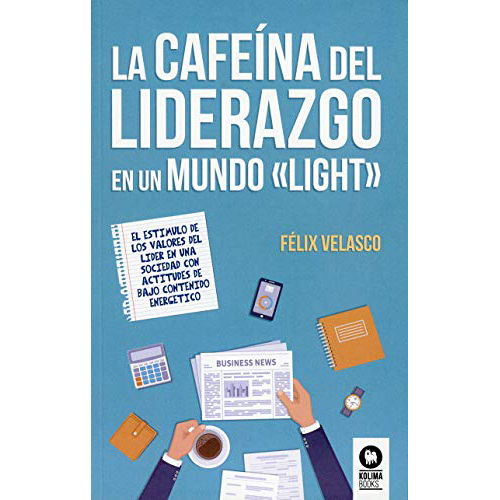 LA CAFEÍNA DEL
LIDERAZGO
EN UN MUNDO «LIGHT»
FÉLIX VELASCO
EL ESTIMULO DE
LOS VALORES DEL
LIDER EN UNA
SOCIEDAD CON
ACTITUDES DE
BAJO CONTENIDO
ENERGETICO
BUSINESS NEWS
KOLIMA
BOOKS